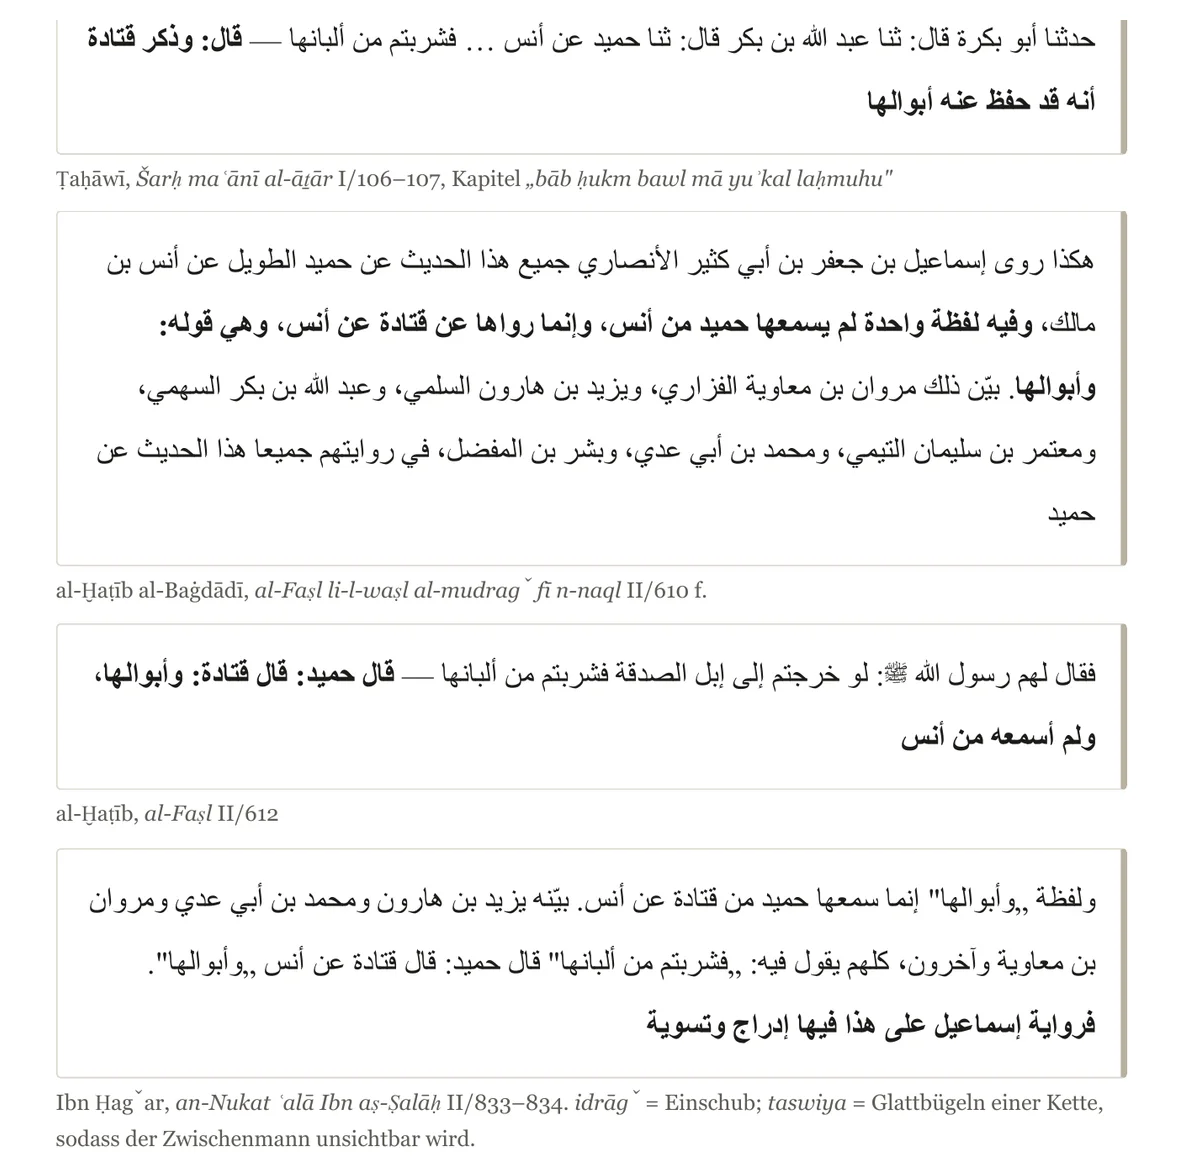 حدثنا أبو بكرة قال: ثنا عبد الله بن بكر قال: ثنا حميد عن أنس … فشربتم من ألبانها — قال: وذكر قتادة
أنه قد حفظ عنه أبوالها
Ṭaḥāwī, Šarḥ maʿānī al-āṯār I/106–107, Kapitel „bāb ḥukm bawl mā yuʾkal laḥmuhu"
هكذا روى إسماعيل بن جعفر بن أبي كثير الأنصاري جميع هذا الحديث عن حميد الطويل عن أنس بن
مالك، وفيه لفظة واحدة لم يسمعها حميد من أنس، وإنما رواها عن قتادة عن أنس، وهي قوله:
وأبوالها. بيّن ذلك مروان بن معاوية الفزاري، ويزيد بن هارون السلمي، وعبد الله بن بكر السهمي،
ومعتمر بن سليمان التيمي، ومحمد بن أبي عدي، وبشر بن المفضل، في روايتهم جميعا هذا الحديث عن
حميد
al-Ḫaṭīb al-Baġdādī, al-Faṣl li-l-waṣl al-mudragˇ fī n-naql II/610 f.
فقال لهم رسول الله ﷺ: لو خرجتم إلى إبل الصدقة فشربتم من ألبانها — قال حميد: قال قتادة: وأبوالها،
ولم أسمعه من أنس
al-Ḫaṭīb, al-Faṣl II/612
ولفظة „وأبوالها" إنما سمعها حميد من قتادة عن أنس. بيّنه يزيد بن هارون ومحمد بن أبي عدي ومروان
بن معاوية وآخرون، كلهم يقول فيه: „فشربتم من ألبانها" قال حميد: قال قتادة عن أنس „وأبوالها".
فرواية إسماعيل على هذا فيها إدراج وتسوية
Ibn Ḥagˇar, an-Nukat ʿalā Ibn aṣ-Ṣalāḥ II/833–834. idrāgˇ = Einschub; taswiya = Glattbügeln einer Kette,
sodass der Zwischenmann unsichtbar wird.